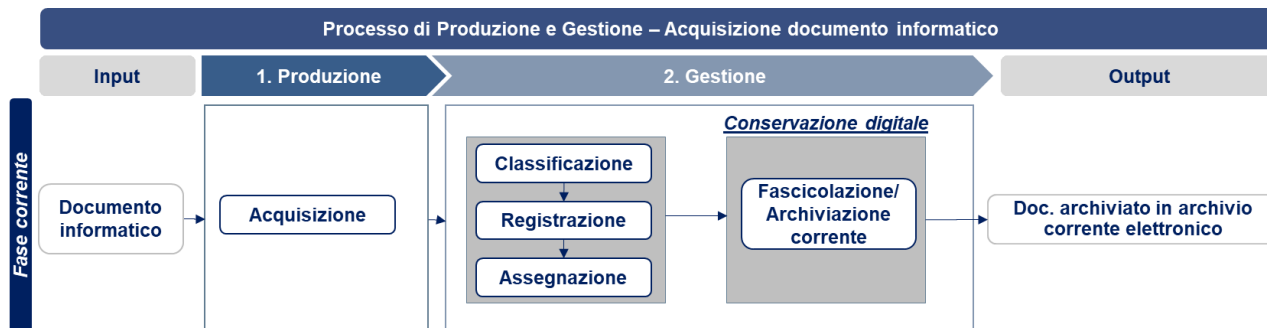 Processo di Produzione e Gestione – Acquisizione documento informatico
Input
1. Produzione
2. Gestione
Output
Fase corrente
Documento
informatico
Acquisizione
Classificazione
Registrazione
Assegnazione
Conservazione digitale
Fascicolazione/
Archiviazione
corrente
Doc. archiviato in archivio
corrente elettronico